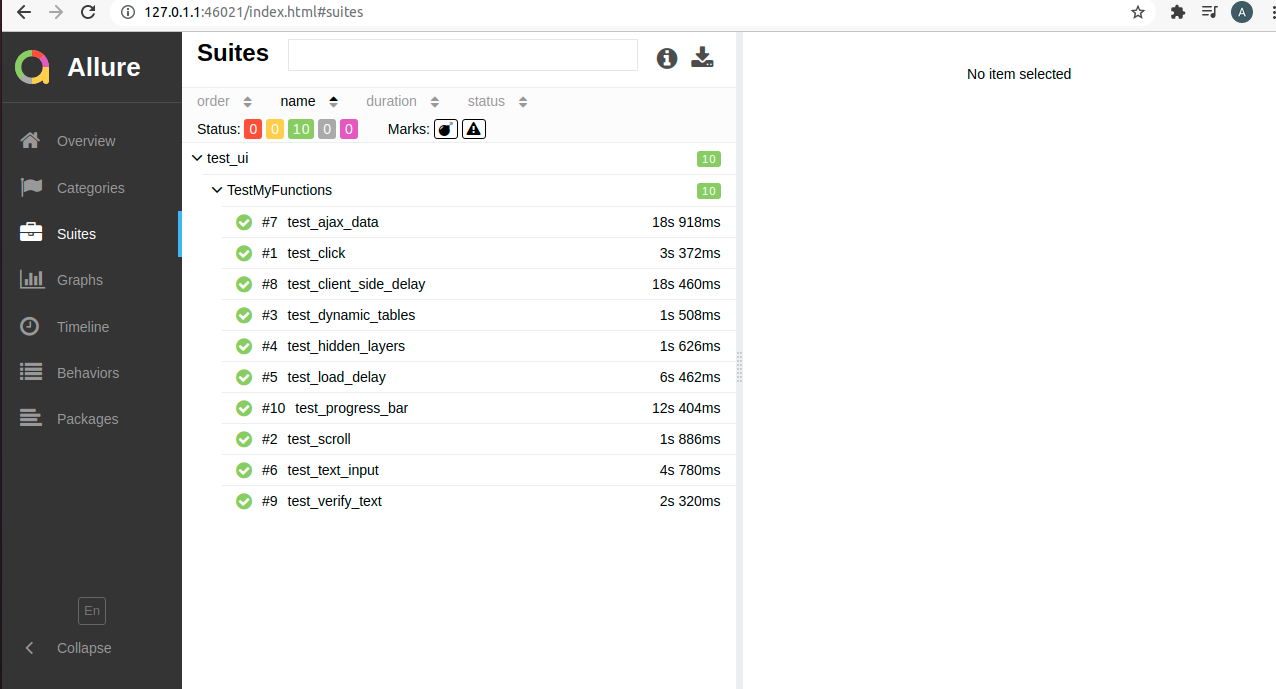 127.0.1.1:46021/index.html#suites
A
Allure
Overview
Categories
Suites
Graphs
Timeline
Behaviors
Packages
En
Collapse
Suites
order name duration status
Status: 0 0 10 0 0 Marks:
test_ui 10
TestMyFunctions 10
#7 test_ajax_data 18s 918ms
#1 test_click 3s 372ms
#8 test_client_side_delay 18s 460ms
#3 test_dynamic_tables 1s 508ms
#4 test_hidden_layers 1s 626ms
#5 test_load_delay 6s 462ms
#10 test_progress_bar 12s 404ms
#2 test_scroll 1s 886ms
#6 test_text_input 4s 780ms
#9 test_verify_text 2s 320ms
No item selected